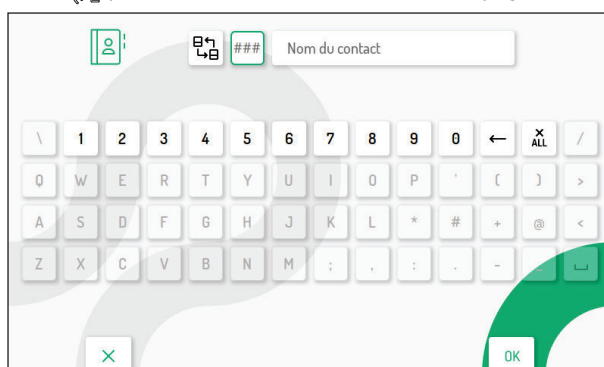 ### Nom du contact
\ 1 2 3 4 5 6 7 8 9 0 ← × ALL /
Q W E R T Y U I O P ' ( ) >
A S D F G H J K L * # + @ <
Z X C V B N M ; , : . - _
× OK